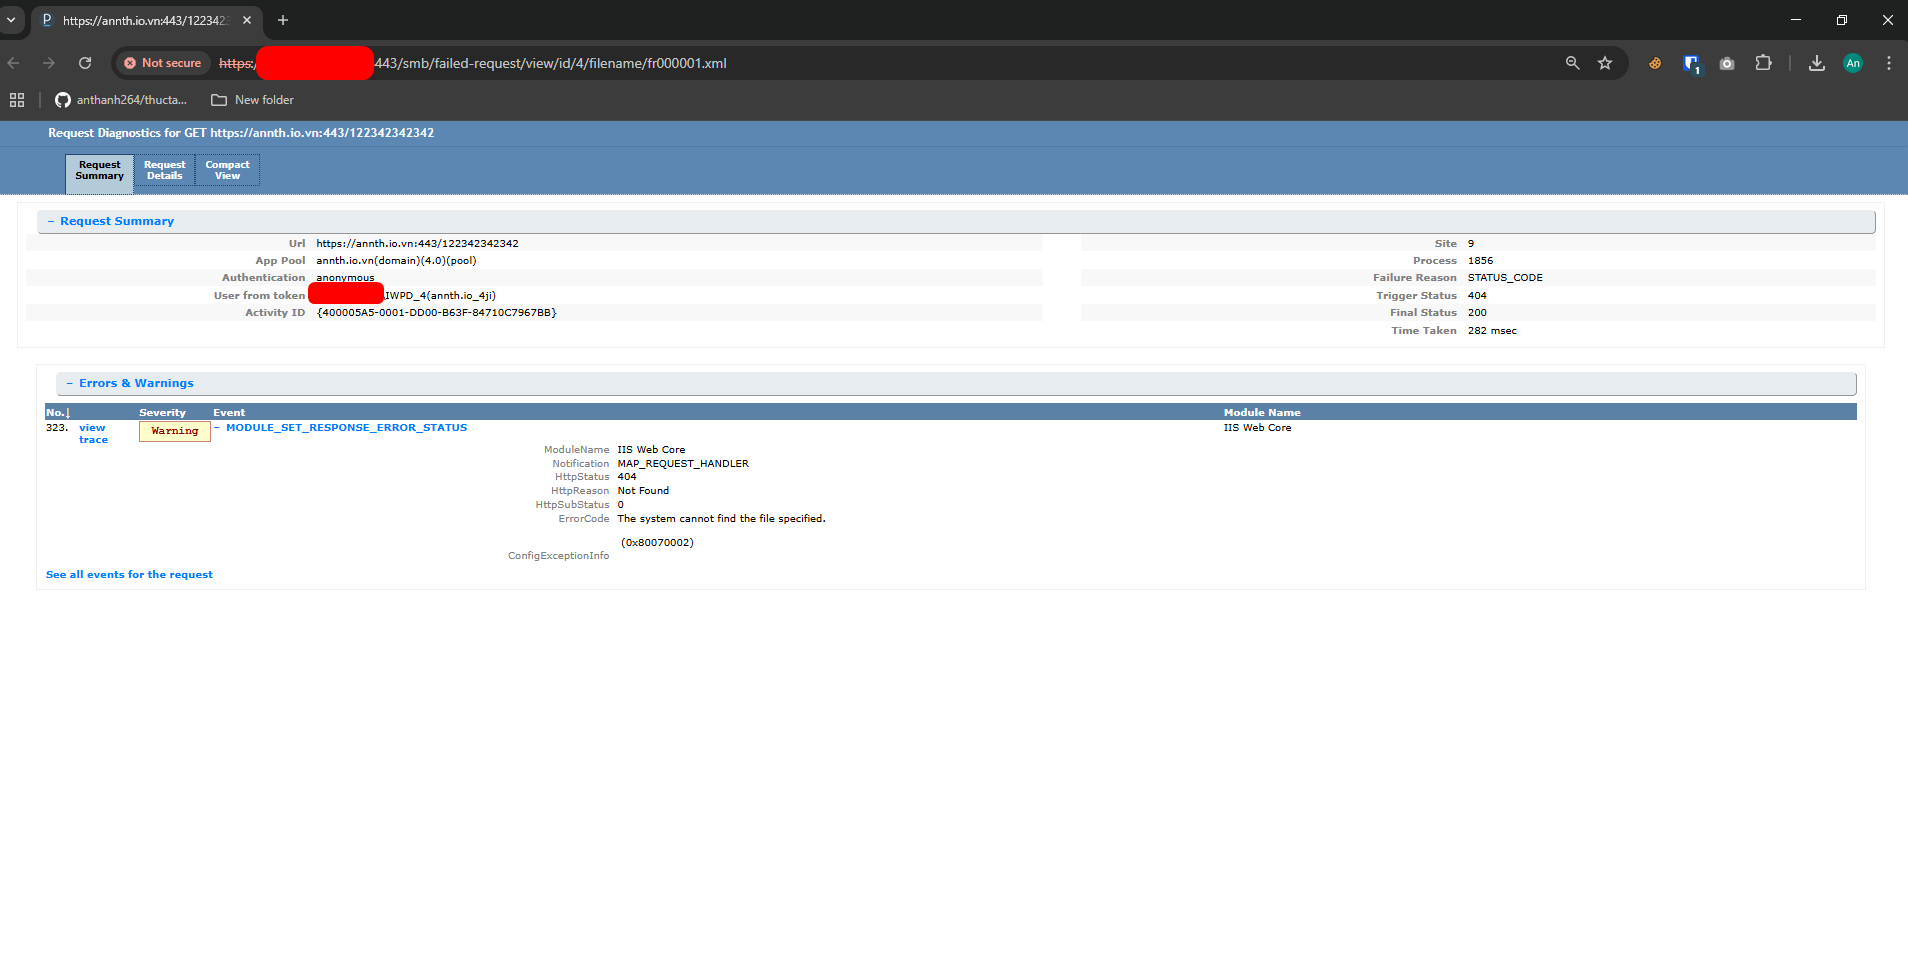 https://annth.io.vn:443/122342
Not secure
https:/
443/smb/failed-request/view/id/4/filename/fr000001.xml
1
An
anthanh264/thucta...
New folder
Request Diagnostics for GET https://annth.io.vn:443/122342342342
Request Summary
Request Details
Compact View
− Request Summary
Url https://annth.io.vn:443/122342342342
App Pool annth.io.vn(domain)(4.0)(pool)
Authentication anonymous
User from token \IWPD_4(annth.io_4ji)
Activity ID {400005A5-0001-DD00-B63F-84710C7967BB}
Site 9
Process 1856
Failure Reason STATUS_CODE
Trigger Status 404
Final Status 200
Time Taken 282 msec
− Errors & Warnings
No.↓ Severity Event Module Name
323. view trace Warning − MODULE_SET_RESPONSE_ERROR_STATUS IIS Web Core
ModuleName IIS Web Core
Notification MAP_REQUEST_HANDLER
HttpStatus 404
HttpReason Not Found
HttpSubStatus 0
ErrorCode The system cannot find the file specified.
(0x80070002)
ConfigExceptionInfo
See all events for the request